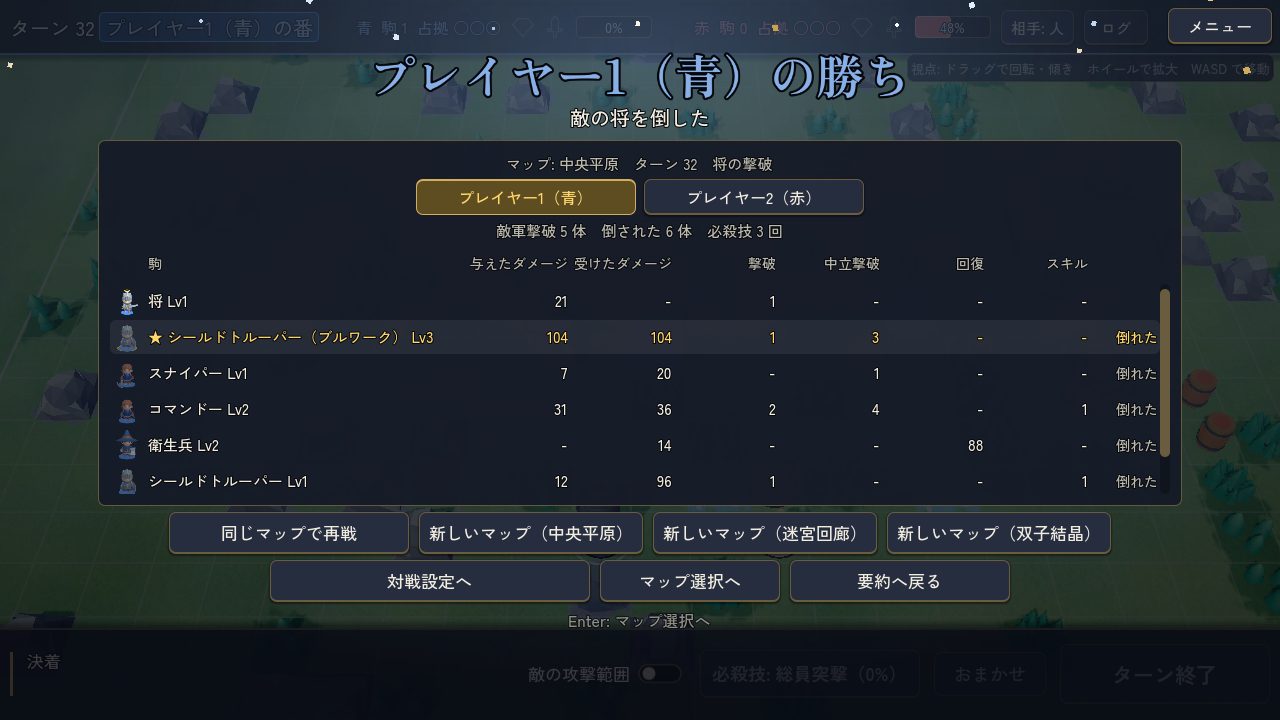 ターン 32 プレイヤー1（青）の番 青 駒 1 占拠 〇〇〇 0% 赤 駒 0 占拠 〇〇〇 48% 相手: 人 ログ メニュー
視点: ドラッグで回転・傾き ホイールで拡大 WASD で移動
プレイヤー1（青）の勝ち
敵の将を倒した
マップ: 中央平原 ターン 32 将の撃破
プレイヤー1（青） プレイヤー2（赤）
敵軍撃破 5 体 倒された 6 体 必殺技 3 回
駒 与えたダメージ 受けたダメージ 撃破 中立撃破 回復 スキル
将 Lv1 21 - 1 - - -
★ シールドトルーパー（ブルワーク） Lv3 104 104 1 3 - - 倒れた
スナイパー Lv1 7 20 - 1 - - 倒れた
コマンドー Lv2 31 36 2 4 - 1 倒れた
衛生兵 Lv2 - 14 - - 88 - 倒れた
シールドトルーパー Lv1 12 96 1 - - 1 倒れた
同じマップで再戦 新しいマップ（中央平原） 新しいマップ（迷宮回廊） 新しいマップ（双子結晶）
対戦設定へ マップ選択へ 要約へ戻る
Enter: マップ選択へ
決着 敵の攻撃範囲 必殺技: 総員突撃（0%） おまかせ ターン終了